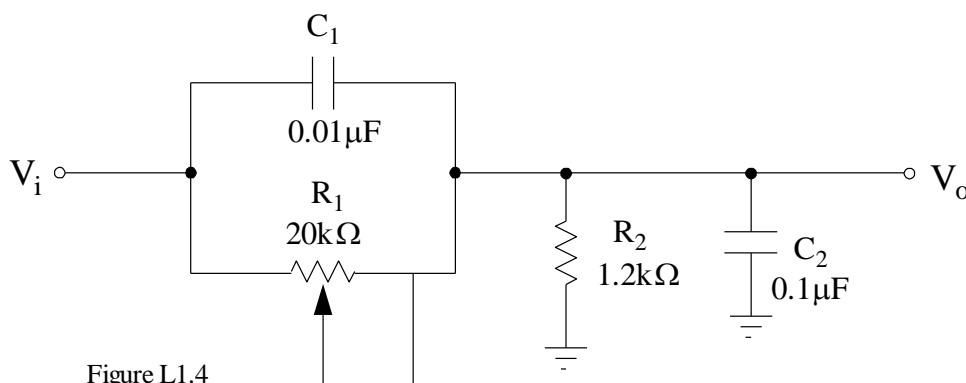 C₁
0.01μF
Vᵢ
Vₒ
R₁
20kΩ
R₂
1.2kΩ
C₂
0.1μF
Figure L1.4